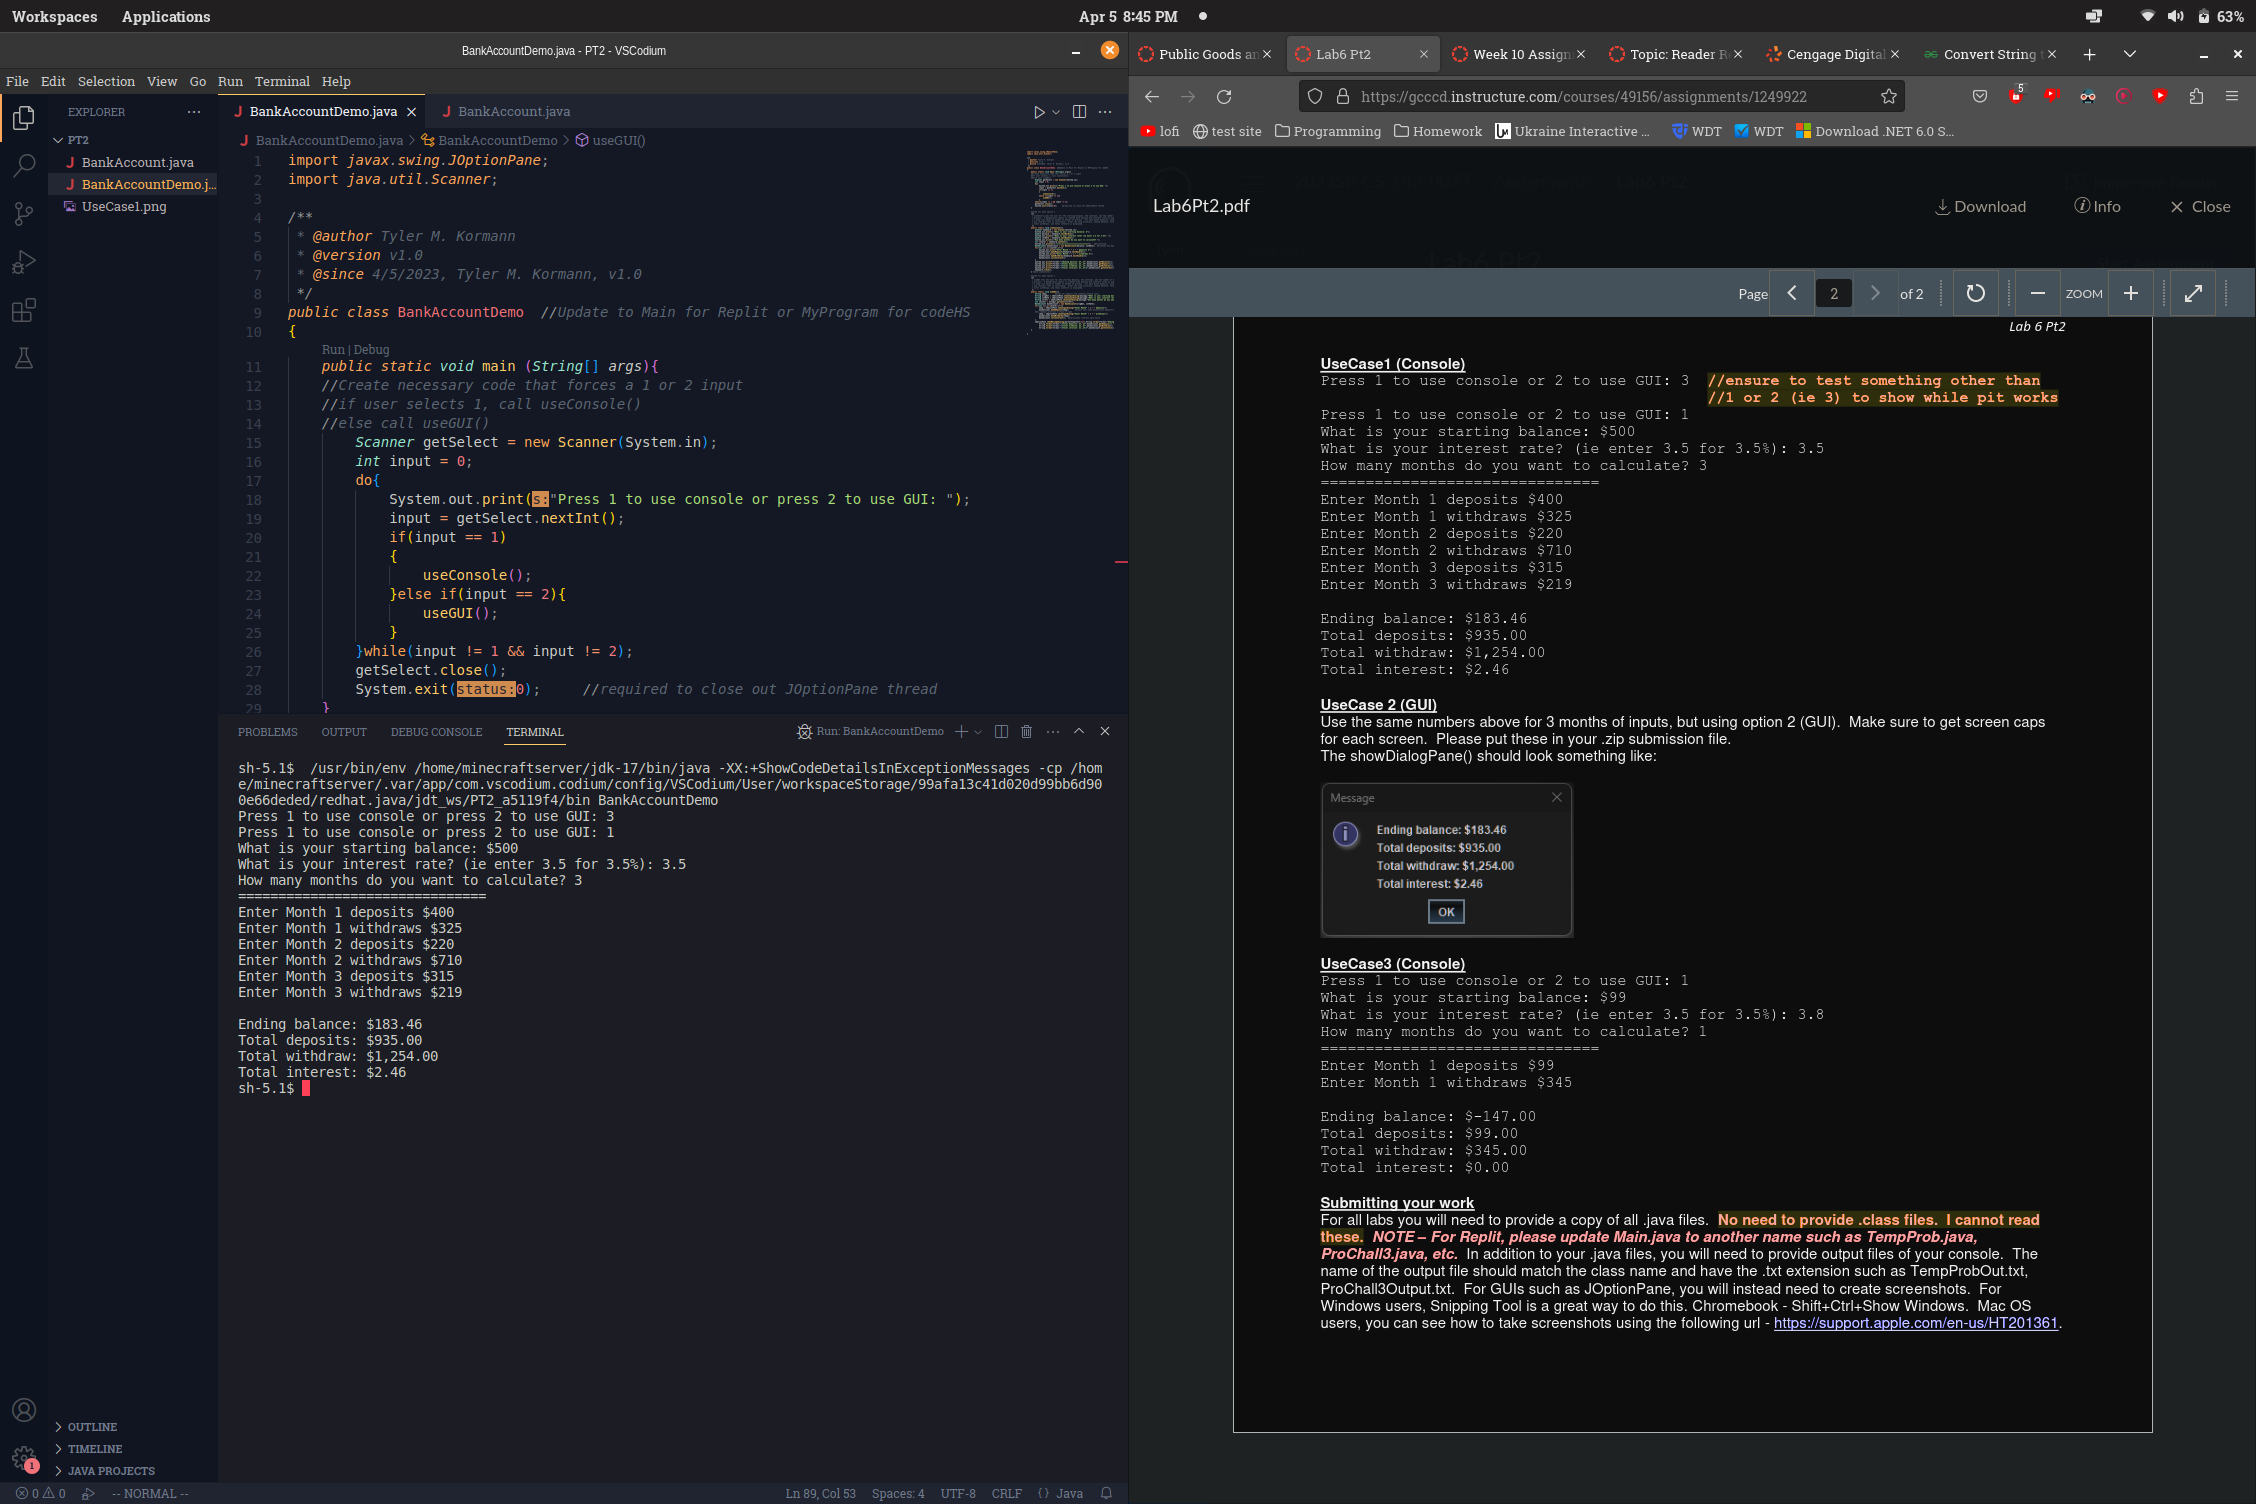 Workspaces Applications Apr 5 8:45 PM 63%
BankAccountDemo.java - PT2 - VSCodium
File Edit Selection View Go Run Terminal Help
EXPLORER
PT2
BankAccount.java
BankAccountDemo.j...
UseCase1.png
OUTLINE
TIMELINE
JAVA PROJECTS
1
BankAccountDemo.java BankAccount.java
BankAccountDemo.java > BankAccountDemo > useGUI()
1 import javax.swing.JOptionPane;
2 import java.util.Scanner;
3
4 /**
5 * @author Tyler M. Kormann
6 * @version v1.0
7 * @since 4/5/2023, Tyler M. Kormann, v1.0
8 */
9 public class BankAccountDemo //Update to Main for Replit or MyProgram for codeHS
10 {
Run | Debug
11 public static void main (String[] args){
12 //Create necessary code that forces a 1 or 2 input
13 //if user selects 1, call useConsole()
14 //else call useGUI()
15 Scanner getSelect = new Scanner(System.in);
16 int input = 0;
17 do{
18 System.out.print(s:"Press 1 to use console or press 2 to use GUI: ");
19 input = getSelect.nextInt();
20 if(input == 1)
21 {
22 useConsole();
23 }else if(input == 2){
24 useGUI();
25 }
26 }while(input != 1 && input != 2);
27 getSelect.close();
28 System.exit(status:0); //required to close out JOptionPane thread
29 }
PROBLEMS OUTPUT DEBUG CONSOLE TERMINAL Run: BankAccountDemo
sh-5.1$ /usr/bin/env /home/minecraftserver/jdk-17/bin/java -XX:+ShowCodeDetailsInExceptionMessages -cp /hom
e/minecraftserver/.var/app/com.vscodium.codium/config/VSCodium/User/workspaceStorage/99afa13c41d020d99bb6d90
0e66deded/redhat.java/jdt_ws/PT2_a5119f4/bin BankAccountDemo
Press 1 to use console or press 2 to use GUI: 3
Press 1 to use console or press 2 to use GUI: 1
What is your starting balance: $500
What is your interest rate? (ie enter 3.5 for 3.5%): 3.5
How many months do you want to calculate? 3
===============================
Enter Month 1 deposits $400
Enter Month 1 withdraws $325
Enter Month 2 deposits $220
Enter Month 2 withdraws $710
Enter Month 3 deposits $315
Enter Month 3 withdraws $219
Ending balance: $183.46
Total deposits: $935.00
Total withdraw: $1,254.00
Total interest: $2.46
sh-5.1$
0 0 -- NORMAL -- Ln 89, Col 53 Spaces: 4 UTF-8 CRLF {} Java
Public Goods an Lab6 Pt2 Week 10 Assign Topic: Reader R Cengage Digital Convert String t
https://gcccd.instructure.com/courses/49156/assignments/1249922 5
lofi test site Programming Homework Ukraine Interactive ... WDT WDT Download .NET 6.0 S...
Lab6Pt2.pdf Download Info Close
Lab6 Pt2
Page 2 of 2 ZOOM
Lab 6 Pt2
UseCase1 (Console)
Press 1 to use console or 2 to use GUI: 3 //ensure to test something other than
//1 or 2 (ie 3) to show while pit works
Press 1 to use console or 2 to use GUI: 1
What is your starting balance: $500
What is your interest rate? (ie enter 3.5 for 3.5%): 3.5
How many months do you want to calculate? 3
===============================
Enter Month 1 deposits $400
Enter Month 1 withdraws $325
Enter Month 2 deposits $220
Enter Month 2 withdraws $710
Enter Month 3 deposits $315
Enter Month 3 withdraws $219
Ending balance: $183.46
Total deposits: $935.00
Total withdraw: $1,254.00
Total interest: $2.46
UseCase 2 (GUI)
Use the same numbers above for 3 months of inputs, but using option 2 (GUI). Make sure to get screen caps
for each screen. Please put these in your .zip submission file.
The showDialogPane() should look something like:
Message
Ending balance: $183.46
Total deposits: $935.00
Total withdraw: $1,254.00
Total interest: $2.46
OK
UseCase3 (Console)
Press 1 to use console or 2 to use GUI: 1
What is your starting balance: $99
What is your interest rate? (ie enter 3.5 for 3.5%): 3.8
How many months do you want to calculate? 1
===============================
Enter Month 1 deposits $99
Enter Month 1 withdraws $345
Ending balance: $-147.00
Total deposits: $99.00
Total withdraw: $345.00
Total interest: $0.00
Submitting your work
For all labs you will need to provide a copy of all .java files. No need to provide .class files. I cannot read
these. NOTE – For Replit, please update Main.java to another name such as TempProb.java,
ProChall3.java, etc. In addition to your .java files, you will need to provide output files of your console. The
name of the output file should match the class name and have the .txt extension such as TempProbOut.txt,
ProChall3Output.txt. For GUIs such as JOptionPane, you will instead need to create screenshots. For
Windows users, Snipping Tool is a great way to do this. Chromebook - Shift+Ctrl+Show Windows. Mac OS
users, you can see how to take screenshots using the following url - https://support.apple.com/en-us/HT201361.